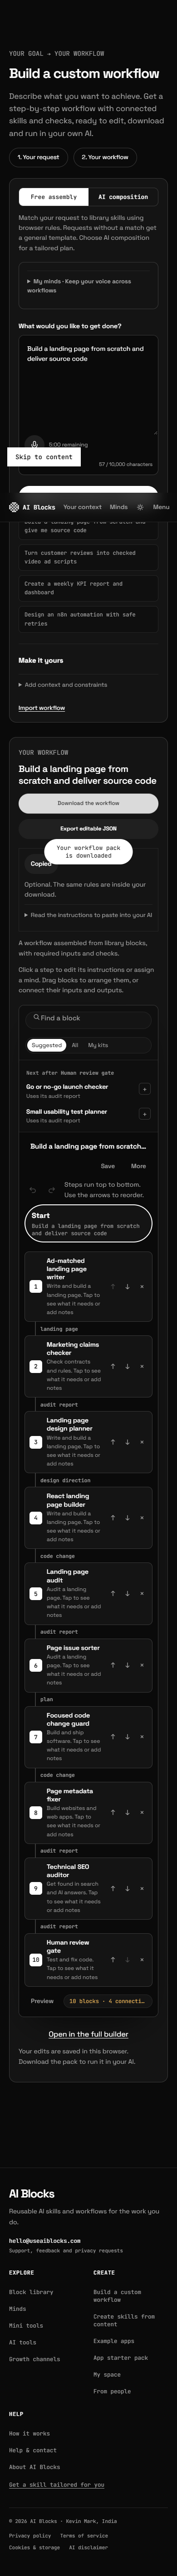 YOUR GOAL → YOUR WORKFLOW
Build a custom workflow
Describe what you want to achieve. Get a
step-by-step workflow with connected
skills and checks, ready to edit, download
and run in your own AI.
1. Your request
2. Your workflow
Free assembly
AI composition
Match your request to library skills using
browser rules. Requests without a match get
a general template. Choose AI composition
for a tailored plan.
▸ My minds · Keep your voice across
workflows
What would you like to get done?
Build a landing page from scratch and
deliver source code
5:00 remaining
Skip to content
57 / 10,000 characters
AI Blocks
Your context
Minds
Menu
Build a landing page from scratch and
give me source code
Turn customer reviews into checked
video ad scripts
Create a weekly KPI report and
dashboard
Design an n8n automation with safe
retries
Make it yours
▸ Add context and constraints
Import workflow
YOUR WORKFLOW
Build a landing page from
scratch and deliver source code
Download the workflow
Export editable JSON
Your workflow pack
is downloaded
Copied
Optional. The same rules are inside your
download.
▸ Read the instructions to paste into your AI
A workflow assembled from library blocks,
with required inputs and checks.
Click a step to edit its instructions or assign
a mind. Drag blocks to arrange them, or
connect their inputs and outputs.
Find a block
Suggested
All
My kits
Next after Human review gate
Go or no-go launch checker
Uses its audit report
+
Small usability test planner
Uses its audit report
+
Build a landing page from scratch...
Save
More
Steps run top to bottom.
Use the arrows to reorder.
Start
Build a landing page from scratch
and deliver source code
1
Ad-matched
landing page
writer
Write and build a
landing page. Tap to
see what it needs or
add notes
↑ ↓ ×
landing page
2
Marketing claims
checker
Check contracts
and rules. Tap to see
what it needs or add
notes
↑ ↓ ×
audit report
3
Landing page
design planner
Write and build a
landing page. Tap to
see what it needs or
add notes
↑ ↓ ×
design direction
4
React landing
page builder
Write and build a
landing page. Tap to
see what it needs or
add notes
↑ ↓ ×
code change
5
Landing page
audit
Audit a landing
page. Tap to see
what it needs or add
notes
↑ ↓ ×
audit report
6
Page issue sorter
Audit a landing
page. Tap to see
what it needs or add
notes
↑ ↓ ×
plan
7
Focused code
change guard
Build and ship
software. Tap to see
what it needs or add
notes
↑ ↓ ×
code change
8
Page metadata
fixer
Build websites and
web apps. Tap to
see what it needs or
add notes
↑ ↓ ×
audit report
9
Technical SEO
auditor
Get found in search
and AI answers. Tap
to see what it needs
or add notes
↑ ↓ ×
audit report
10
Human review
gate
Test and fix code.
Tap to see what it
needs or add notes
↑ ↓ ×
Preview
10 blocks · 4 connecti…
Open in the full builder
Your edits are saved in this browser.
Download the pack to run it in your AI.
AI Blocks
Reusable AI skills and workflows for the work you
do.
hello@useaiblocks.com
Support, feedback and privacy requests
EXPLORE
Block library
Minds
Mini tools
AI tools
Growth channels
CREATE
Build a custom
workflow
Create skills from
content
Example apps
App starter pack
My space
From people
HELP
How it works
Help & contact
About AI Blocks
Get a skill tailored for you
© 2026 AI Blocks · Kevin Mark, India
Privacy policy
Terms of service
Cookies & storage
AI disclaimer